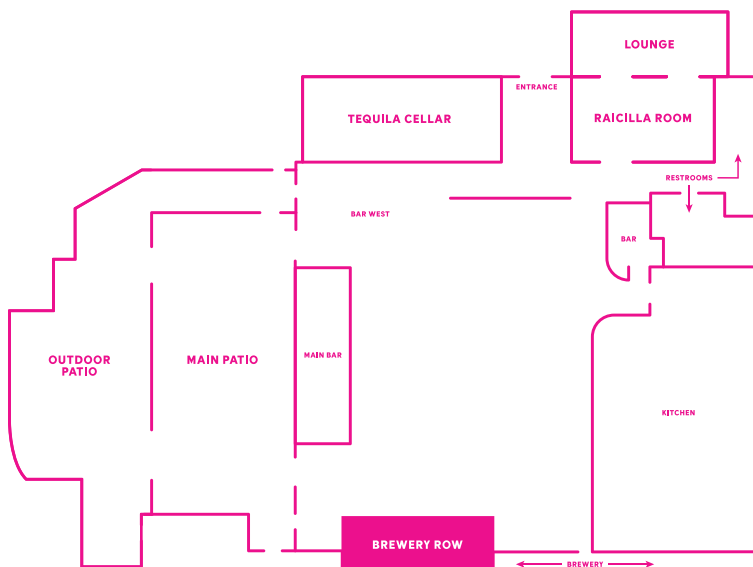 LOUNGE
ENTRANCE
TEQUILA CELLAR
RAICILLA ROOM
RESTROOMS
BAR WEST
BAR
OUTDOOR
PATIO
MAIN PATIO
MAIN BAR
KITCHEN
BREWERY ROW
BREWERY